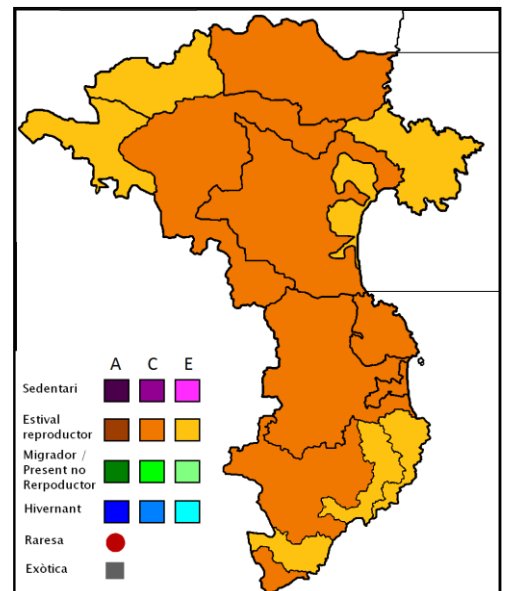 A C E
Sedentari
Estival
reproductor
Migrador /
Present no
Rerpoductor
Hivernant
Raresa
Exòtica